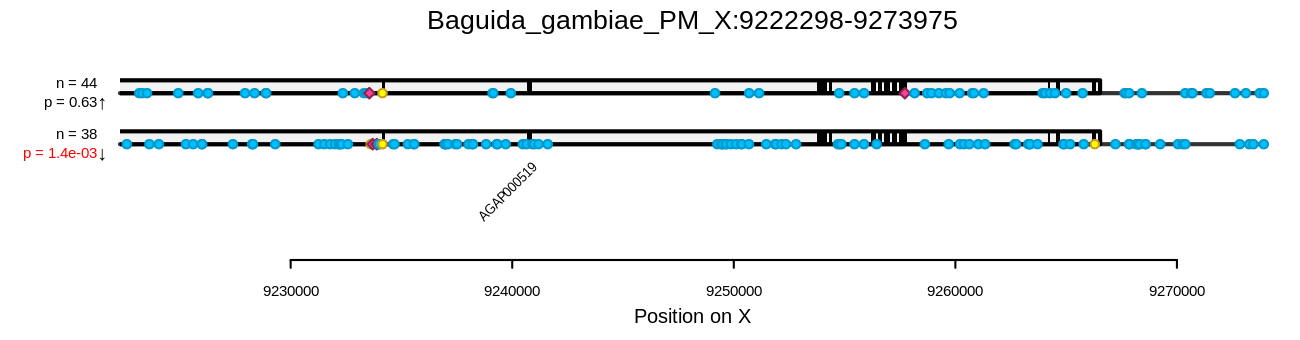 Baguida_gambiae_PM_X:9222298-9273975
n = 44
p = 0.63↑
n = 38
p = 1.4e-03↓
AGAP000519
9230000 9240000 9250000 9260000 9270000
Position on X